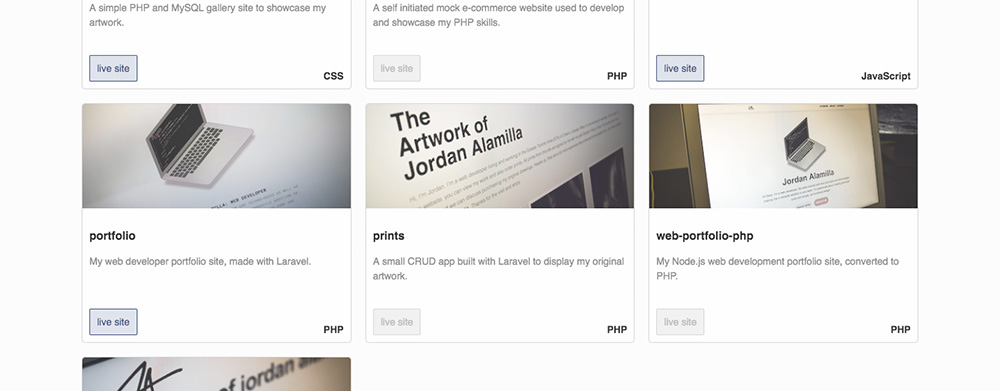 A simple PHP and MySQL gallery site to showcase my
artwork.
live site
CSS
A self initiated mock e-commerce website used to develop
and showcase my PHP skills.
live site
PHP
live site
JavaScript
portfolio
My web developer portfolio site, made with Laravel.
live site
PHP
The
Artwork of
Jordan Alamilla
prints
A small CRUD app built with Laravel to display my original
artwork.
live site
PHP
Jordan Alamilla
web-portfolio-php
My Node.js web development portfolio site, converted to
PHP.
live site
PHP
of jordan